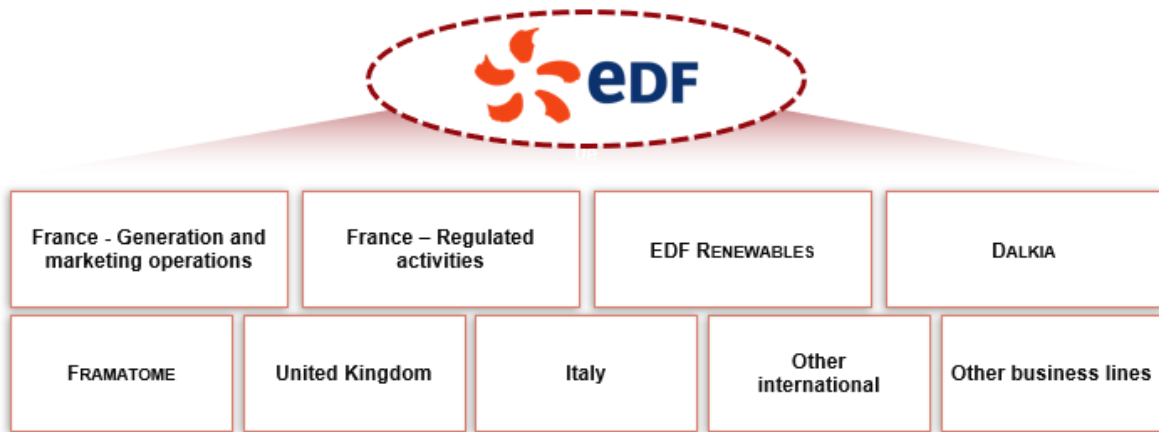 eDF
ue
France - Generation and
marketing operations
France – Regulated
activities
EDF RENEWABLES
DALKIA
FRAMATOME
United Kingdom
Italy
Other
international
Other business lines